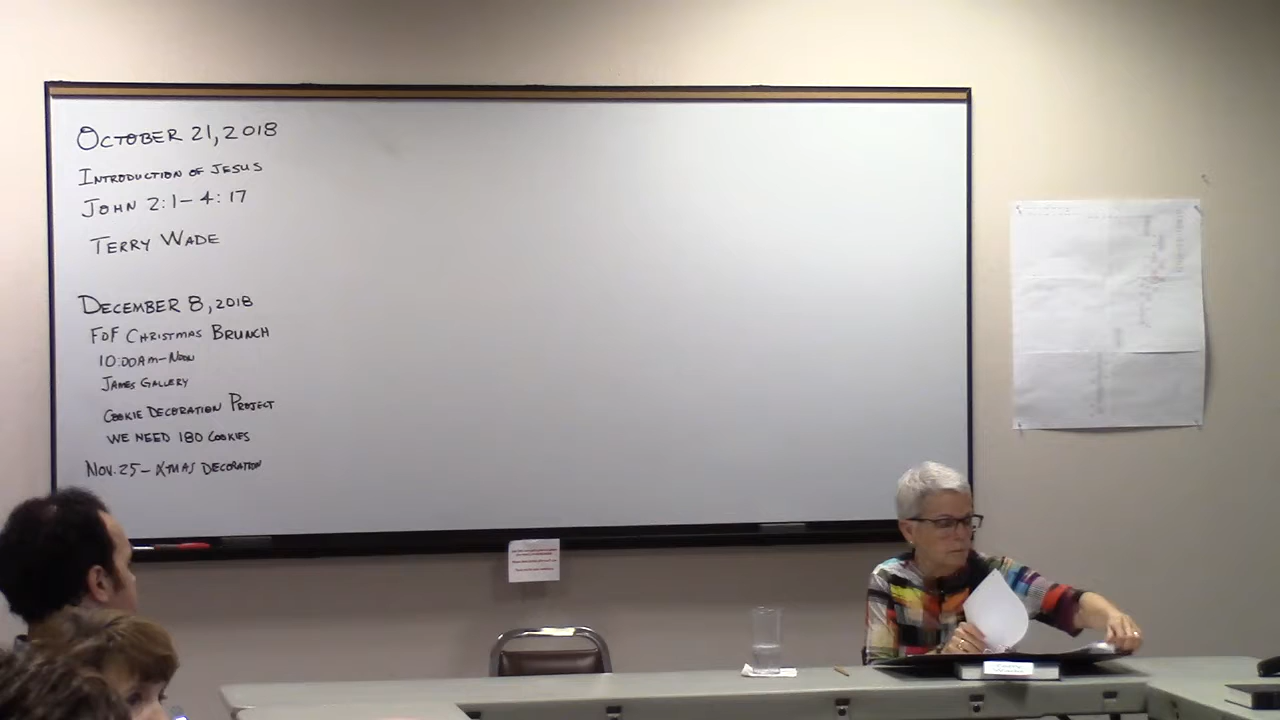 October 21, 2018
Introduction of Jesus
John 2:1-4:17
Terry Wade
December 8, 2018
FOF Christmas Brunch
10:00am-Noon
James Gallery
Cookie Decoration Project
We need 180 cookies
Nov. 25- Xmas Decoration